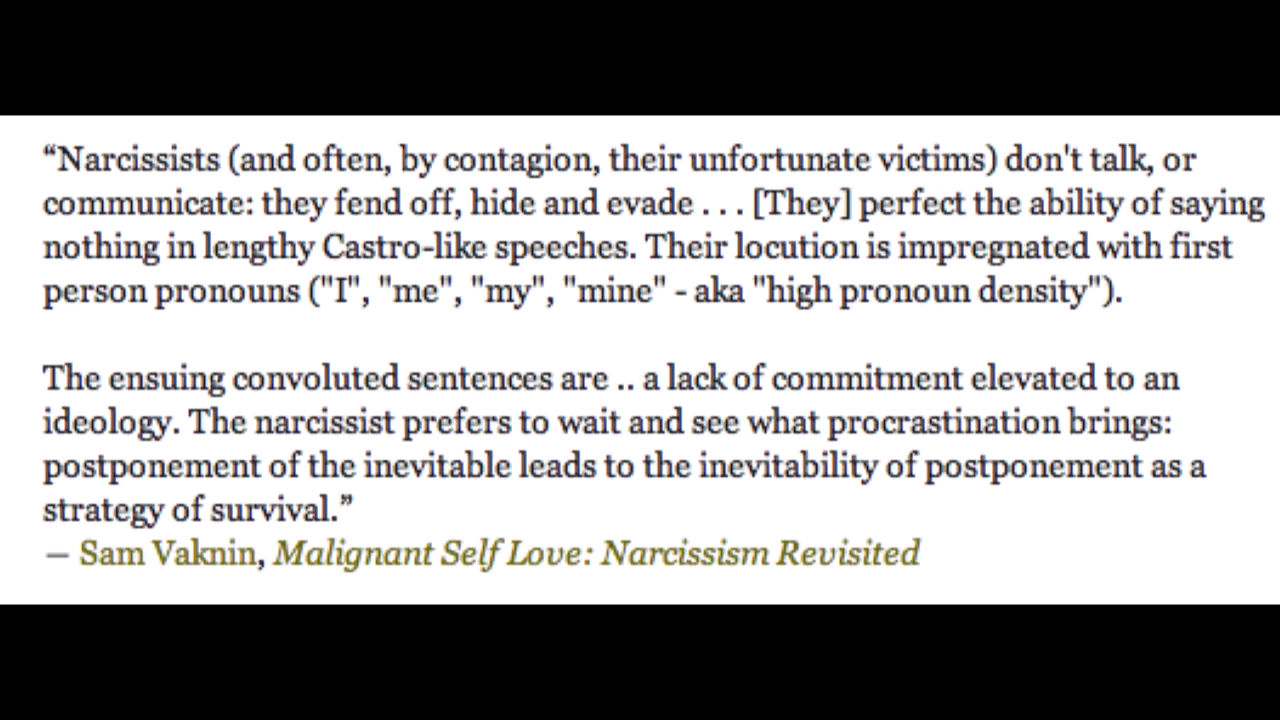 “Narcissists (and often, by contagion, their unfortunate victims) don't talk, or
communicate: they fend off, hide and evade . . . [They] perfect the ability of saying
nothing in lengthy Castro-like speeches. Their locution is impregnated with first
person pronouns ("I", "me", "my", "mine" - aka "high pronoun density").
The ensuing convoluted sentences are .. a lack of commitment elevated to an
ideology. The narcissist prefers to wait and see what procrastination brings:
postponement of the inevitable leads to the inevitability of postponement as a
strategy of survival.”
— Sam Vaknin, Malignant Self Love: Narcissism Revisited